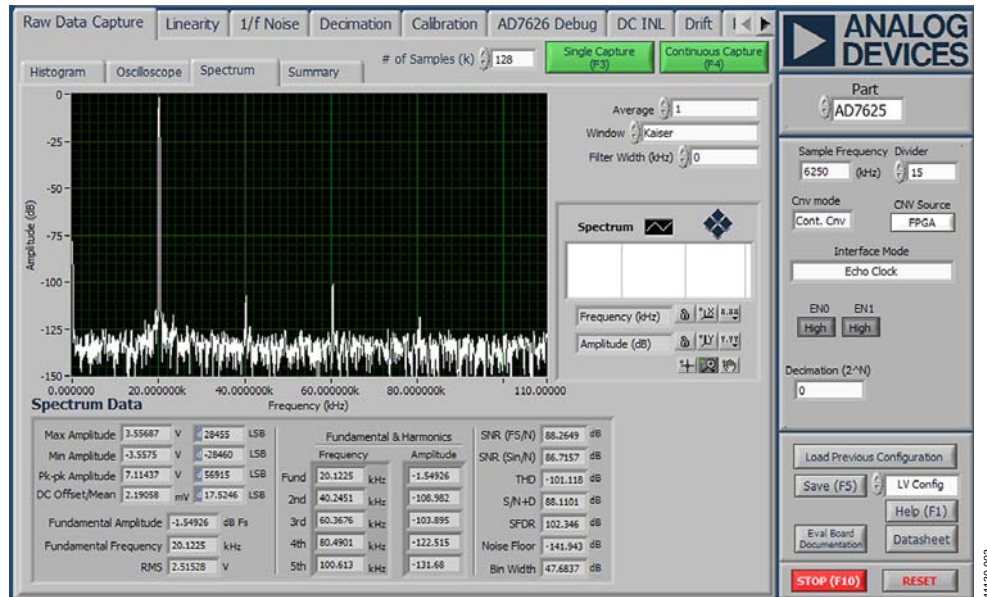 Raw Data Capture Linearity 1/f Noise Decimation Calibration AD7626 Debug DC INL Drift
ANALOG DEVICES
# of Samples (k) 128 Single Capture (F3) Continuous Capture (F4)
Histogram Oscilloscope Spectrum Summary
Part
AD7625
0
-25
-50
-75
-100
-125
-150
Amplitude (dB)
0.000000 20.000000k 40.000000k 60.000000k 80.000000k 110.00000
Frequency (kHz)
Average 1
Window Kaiser
Filter Width (kHz) 0
Spectrum
Frequency (kHz)
Amplitude (dB)
Sample Frequency Divider
6250 (kHz) 15
Cnv mode CNV Source
Cont. Cnv FPGA
Interface Mode
Echo Clock
EN0 EN1
High High
Decimation (2^N)
0
Spectrum Data
Max Amplitude 3.55687 V 28455 LSB
Min Amplitude -3.5575 V -28460 LSB
Pk-pk Amplitude 7.11437 V 56915 LSB
DC Offset/Mean 2.19058 mV 17.5246 LSB
Fundamental Amplitude -1.54926 dB Fs
Fundamental Frequency 20.1225 kHz
RMS 2.51528 V
Fundamental & Harmonics
Frequency Amplitude
Fund 20.1225 kHz -1.54926
2nd 40.2451 kHz -108.982
3rd 60.3676 kHz -103.895
4th 80.4901 kHz -122.515
5th 100.613 kHz -131.68
SNR (FS/N) 88.2649 dB
SNR (Sin/N) 86.7157 dB
THD -101.118 dB
S/N+D 88.1101 dB
SFDR 102.346 dB
Noise Floor -141.943 dB
Bin Width 47.6837 dB
Load Previous Configuration
Save (F5) LV Config
Help (F1)
Eval Board Documentation Datasheet
STOP (F10) RESET